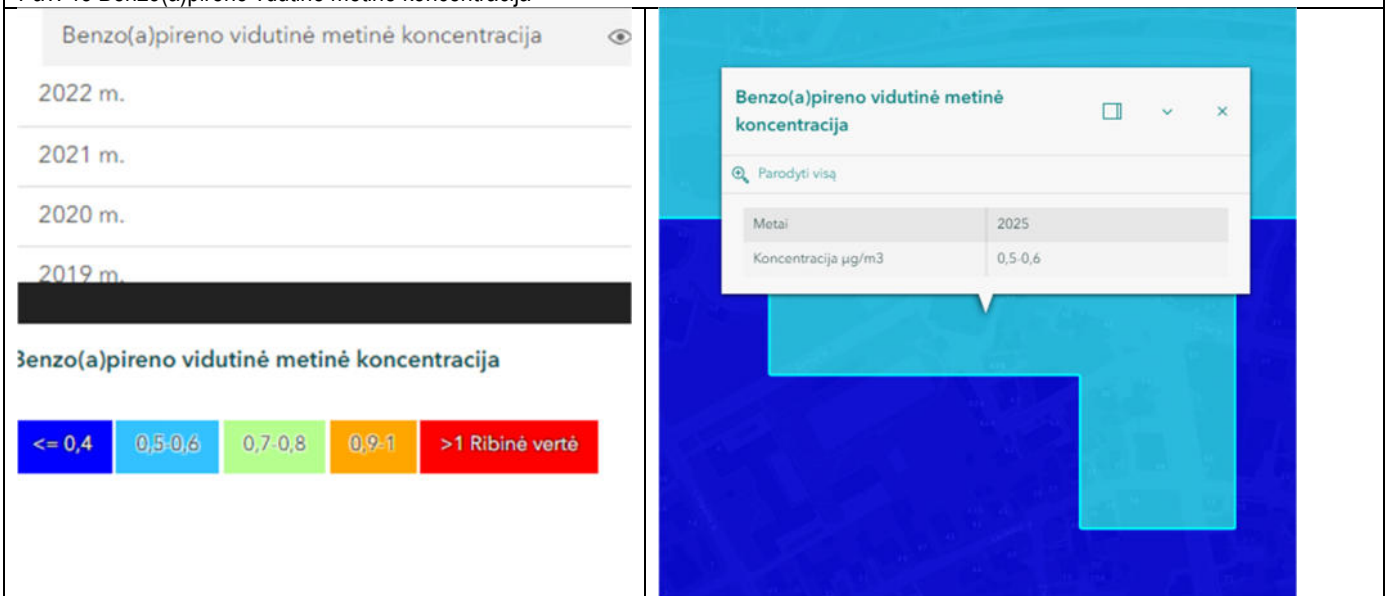 Benzo(a)pireno vidutinė metinė koncentracija
2022 m.
2021 m.
2020 m.
2019 m.
Benzo(a)pireno vidutinė metinė koncentracija
<= 0,4
0,5-0,6
0,7-0,8
0,9-1
>1 Ribinė vertė
Benzo(a)pireno vidutinė metinė
koncentracija
Parodyti visą
Metai 2025
Koncentracija µg/m3 0,5-0,6